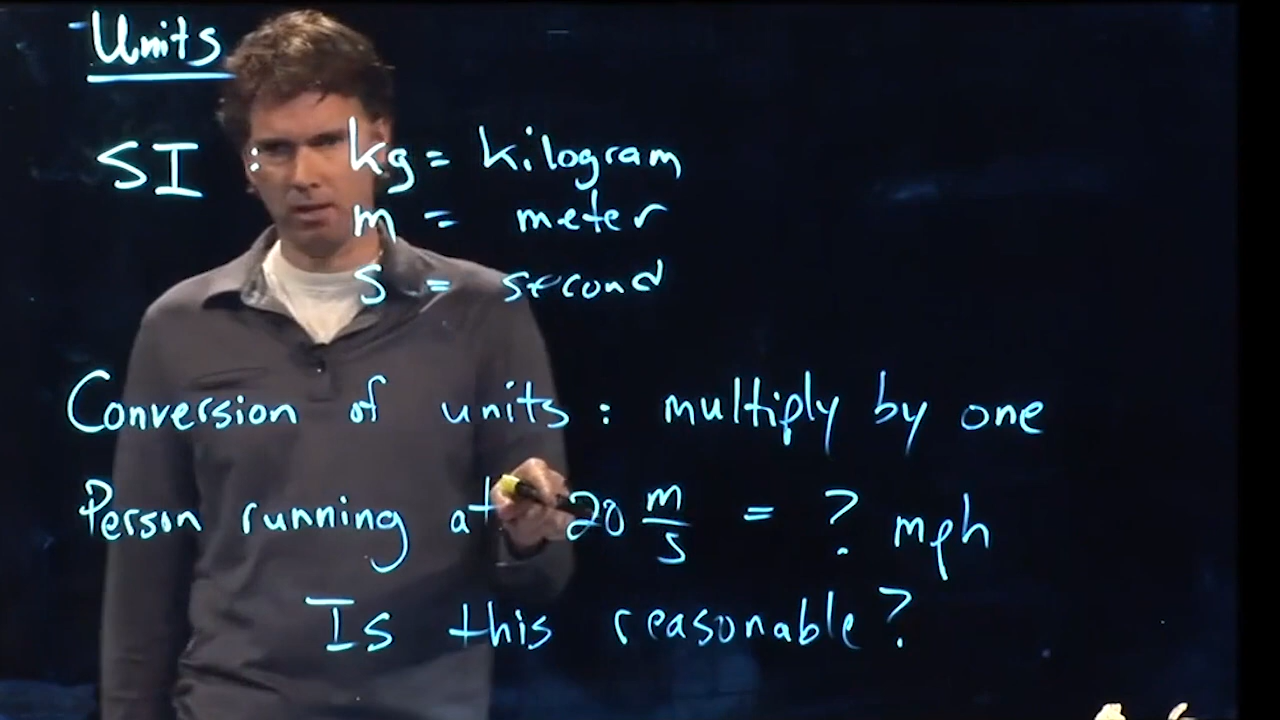 Units
SI : kg = kilogram
m = meter
s = second
Conversion of units : multiply by one
Person running at 20 m/s = ? mph
Is this reasonable?